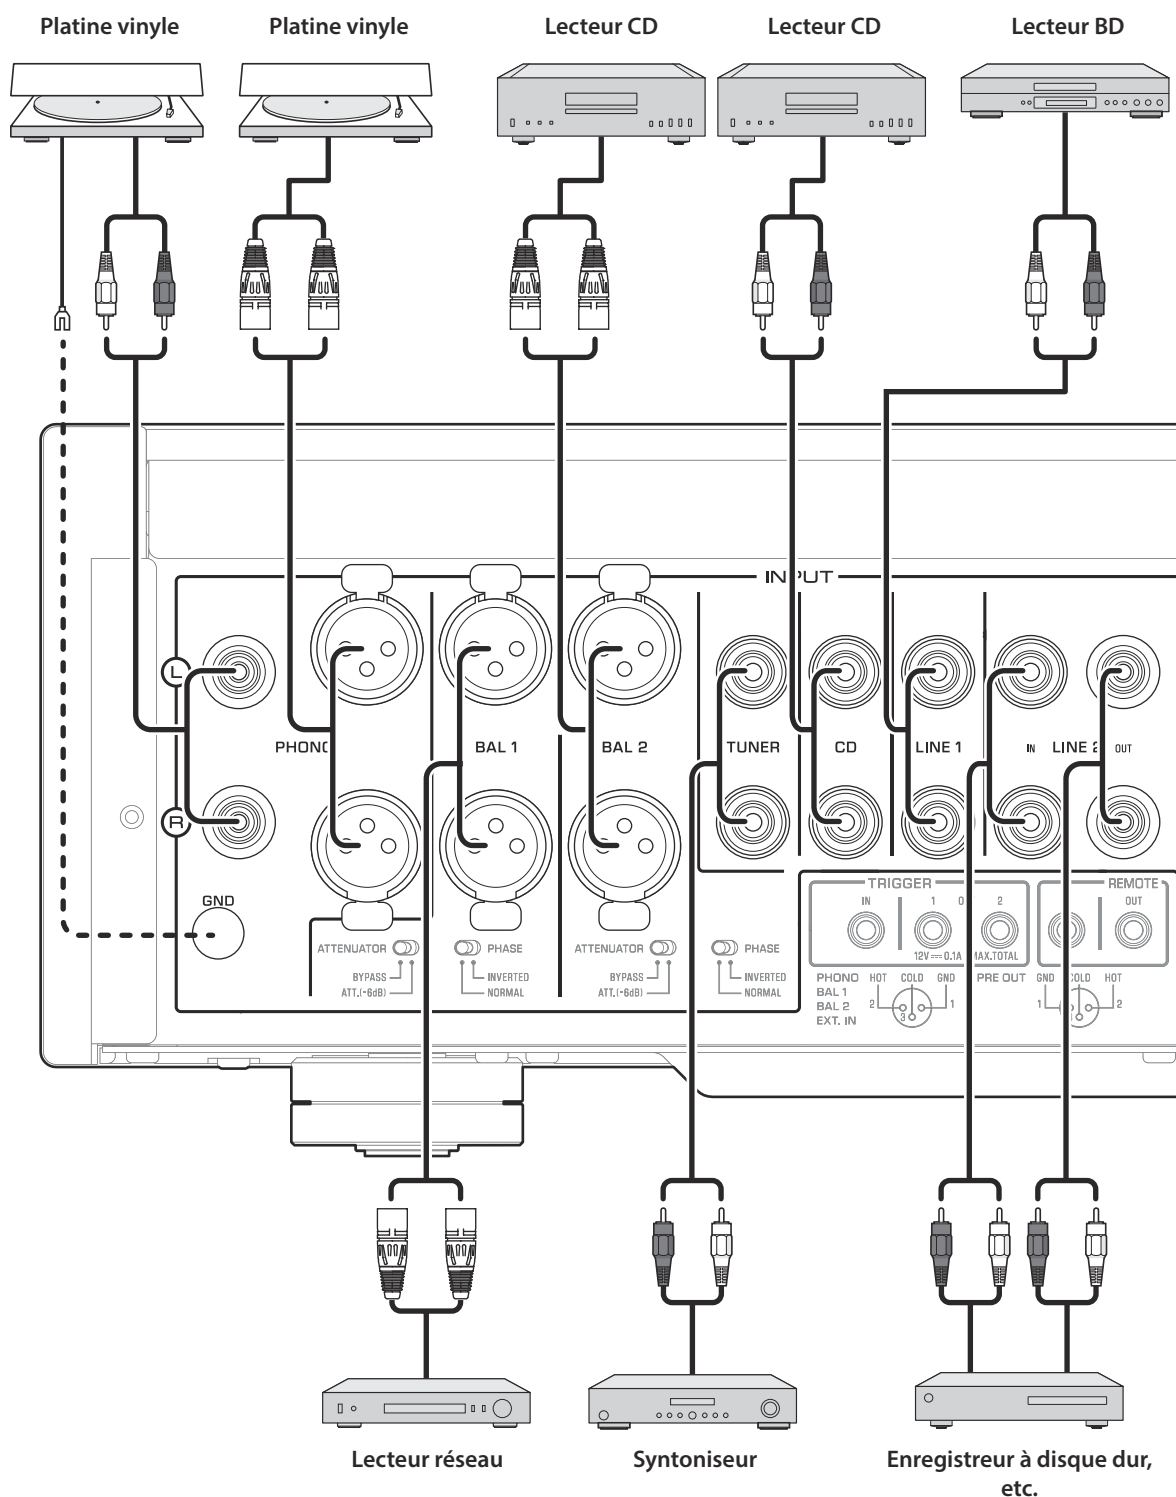 Platine vinyle
Platine vinyle
Lecteur CD
Lecteur CD
Lecteur BD
INPUT
L
PHONO
BAL 1
BAL 2
TUNER
CD
LINE 1
IN
LINE 2
OUT
R
GND
ATTENUATOR
BYPASS
ATT.(-6dB)
PHASE
INVERTED
NORMAL
ATTENUATOR
BYPASS
ATT.(-6dB)
PHASE
INVERTED
NORMAL
TRIGGER
IN
1
O
2
12V 0.1A MAX.TOTAL
REMOTE
OUT
PHONO
BAL 1
BAL 2
EXT. IN
HOT COLD GND
2
3
1
PRE OUT
GND COLD HOT
1
2
Lecteur réseau
Syntoniseur
Enregistreur à disque dur,
etc.